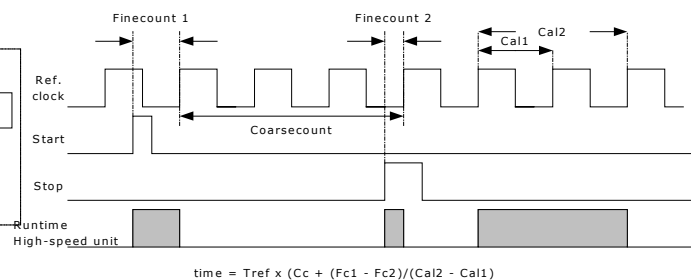 Finecount 1
Finecount 2
Cal2
Cal1
Ref.
clock
Coarsecount
Start
Stop
Runtime
High-speed unit
time = Tref x (Cc + (Fc1 - Fc2)/(Cal2 - Cal1)